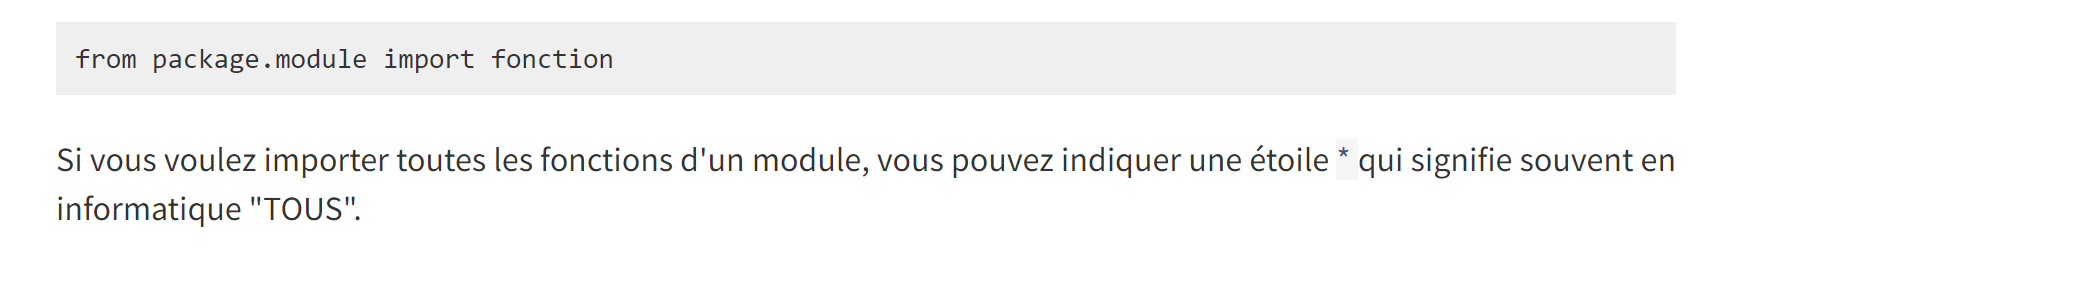 from package.module import fonction
Si vous voulez importer toutes les fonctions d'un module, vous pouvez indiquer une étoile * qui signifie souvent en
informatique "TOUS".